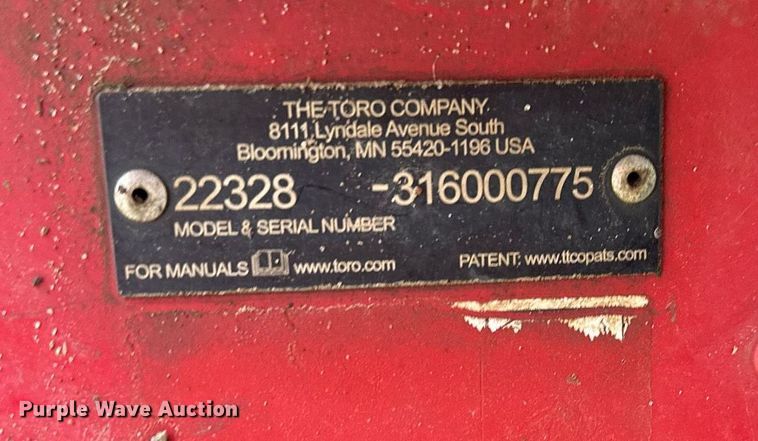 THE TORO COMPANY
8111 Lyndale Avenue South
Bloomington, MN 55420-1196 USA
22328 -316000775
MODEL & SERIAL NUMBER
FOR MANUALS www.toro.com PATENT: www.ttcopats.com
Purple Wave Auction